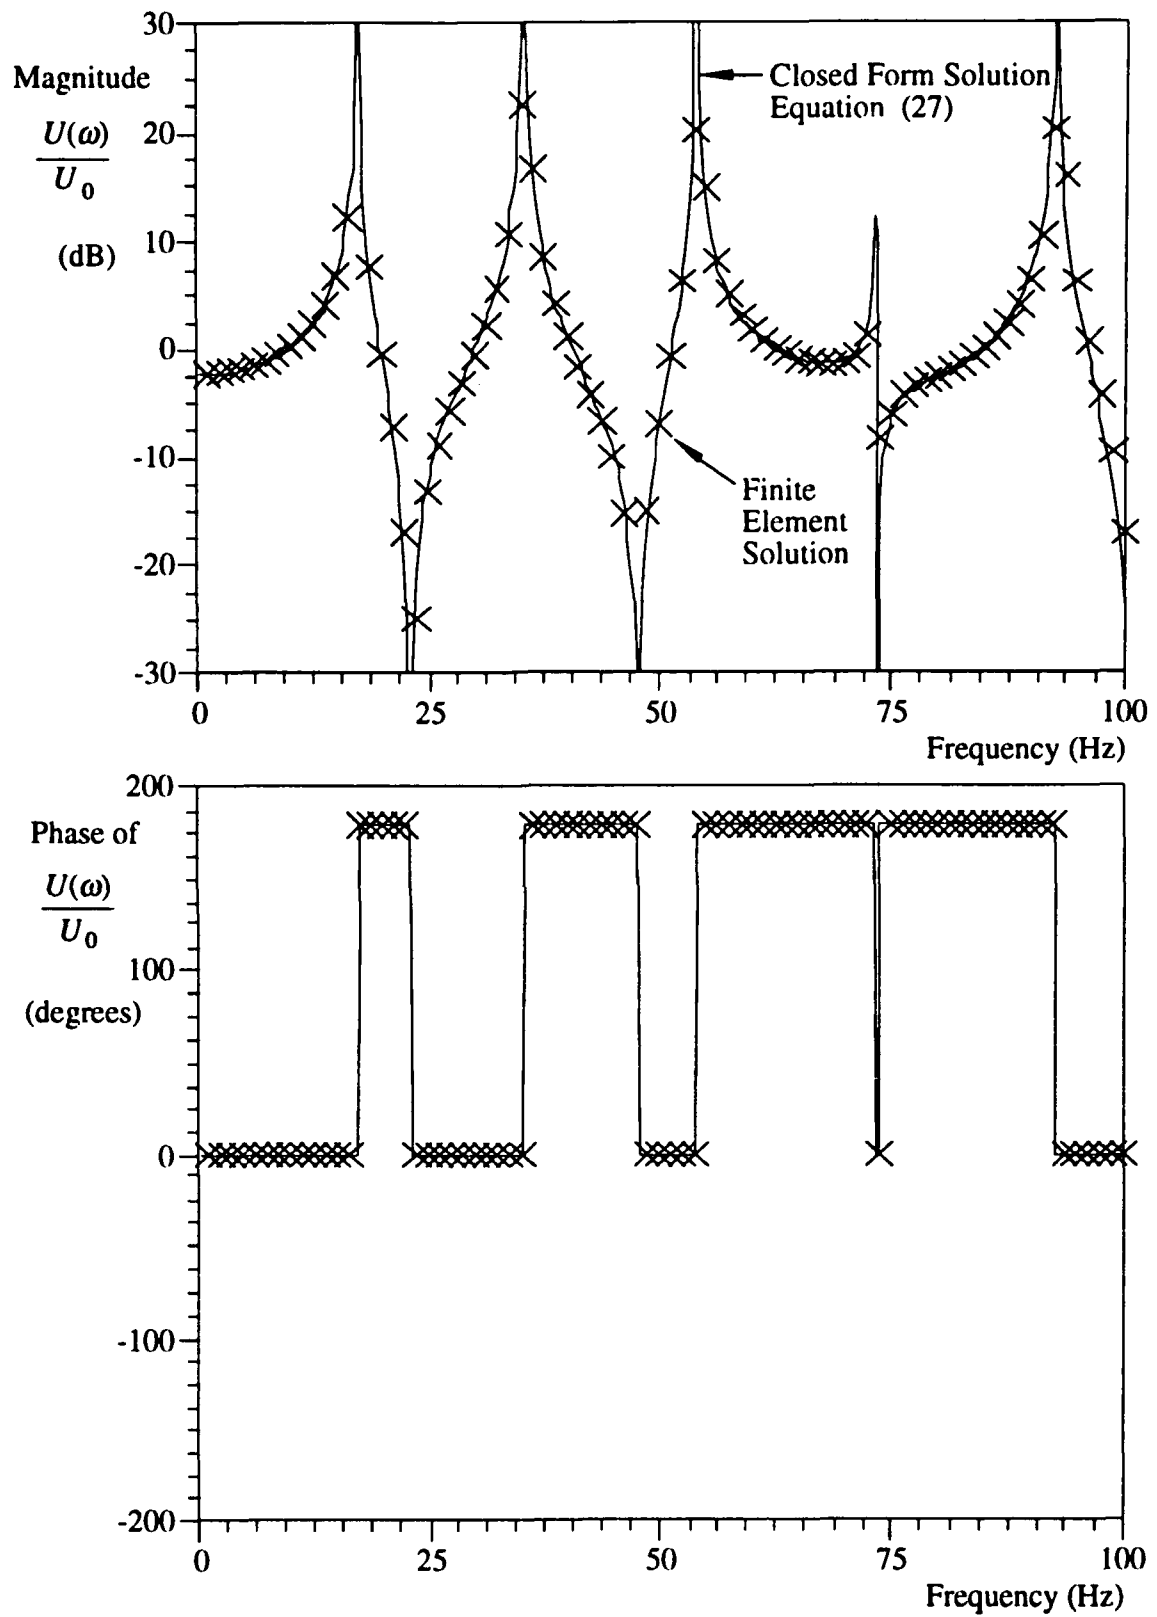 30
Magnitude
U(ω)
U0
(dB)
20
10
0
-10
-20
-30
Closed Form Solution
Equation (27)
Finite
Element
Solution
0 25 50 75 100
Frequency (Hz)
200
Phase of
U(ω)
U0
(degrees)
100
0
-100
-200
0 25 50 75 100
Frequency (Hz)